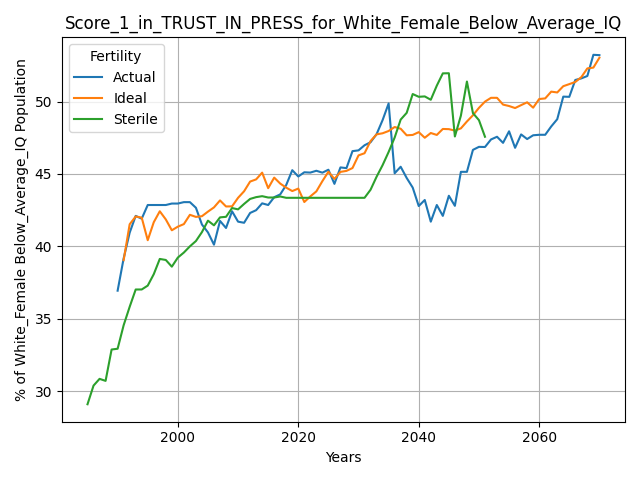 Score_1_in_TRUST_IN_PRESS_for_White_Female_Below_Average_IQ
% of White_Female Below_Average_IQ Population
Fertility
Actual
Ideal
Sterile
50
45
40
35
30
2000
2020
2040
2060
Years